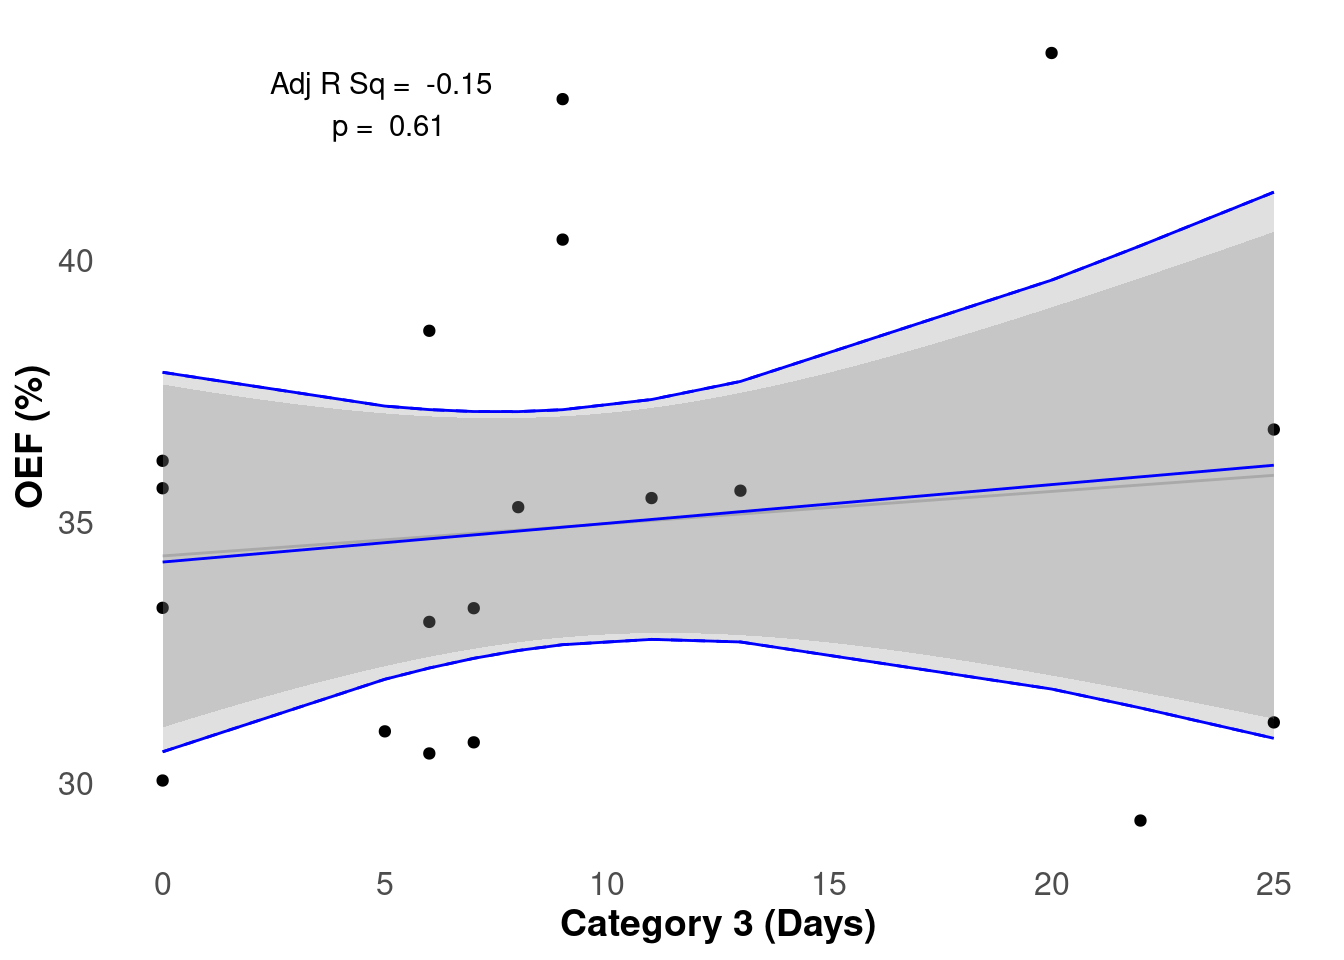 Adj R Sq =  -0.15
p =  0.61
40
35
30
OEF (%)
0 5 10 15 20 25
Category 3 (Days)